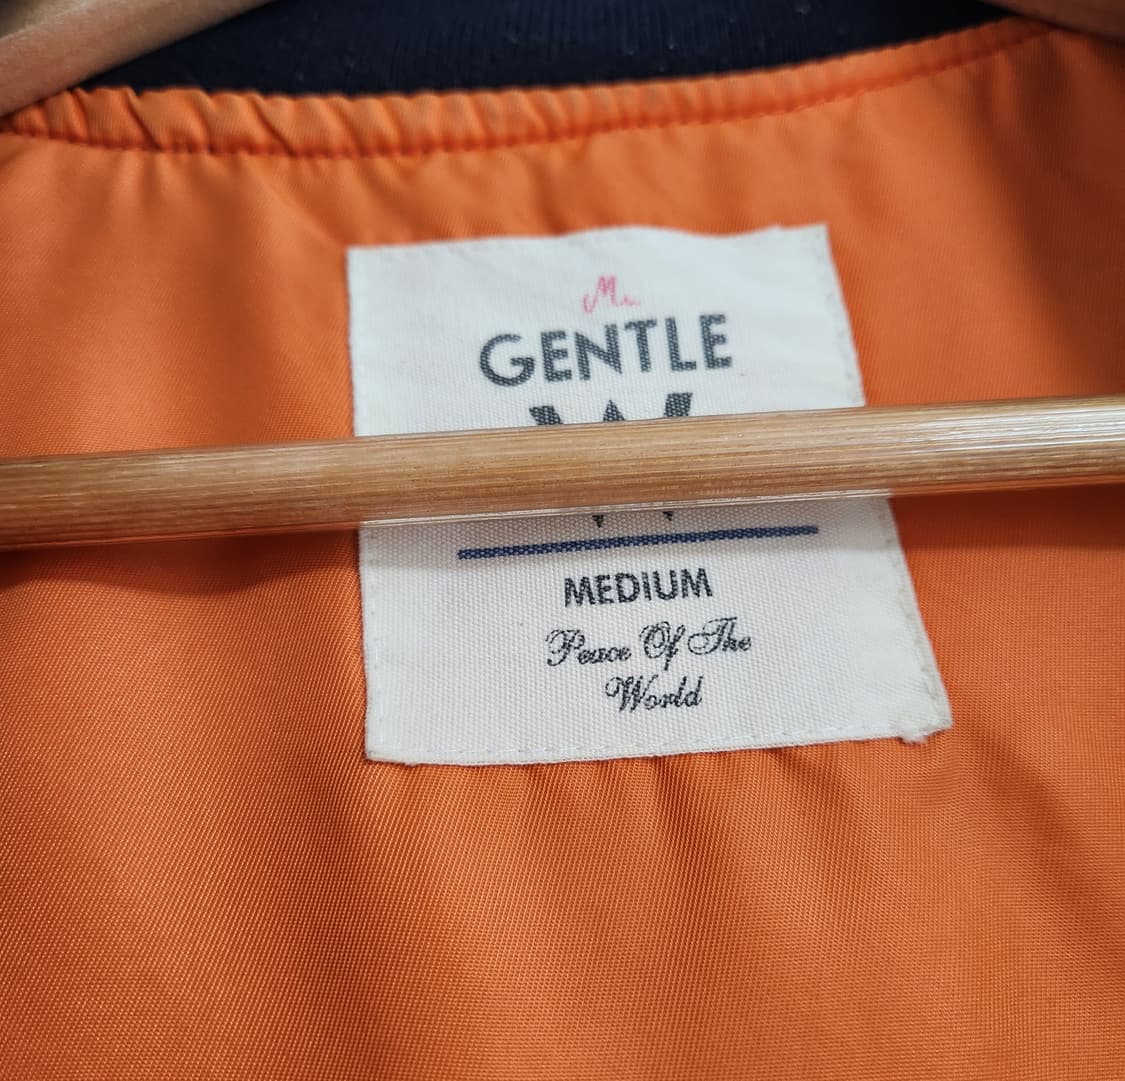 Mr
GENTLE
W
MEDIUM
Peace Of The
World